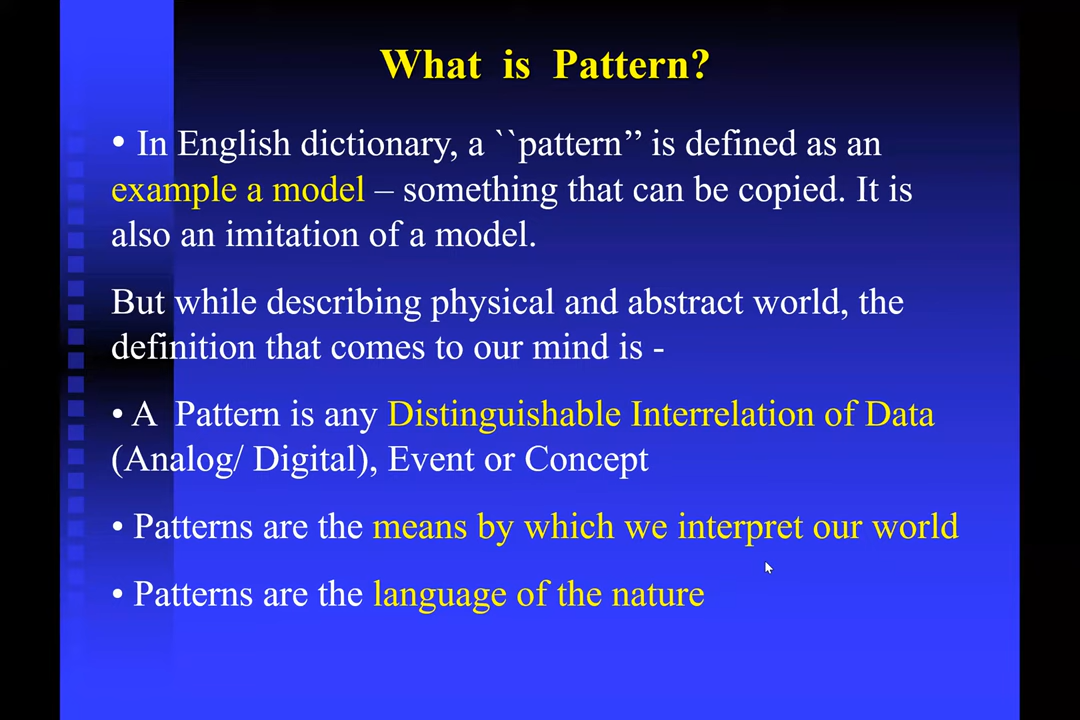 What is Pattern?
• In English dictionary, a ``pattern’’ is defined as an
example a model – something that can be copied. It is
also an imitation of a model.
But while describing physical and abstract world, the
definition that comes to our mind is -
• A Pattern is any Distinguishable Interrelation of Data
(Analog/ Digital), Event or Concept
• Patterns are the means by which we interpret our world
• Patterns are the language of the nature